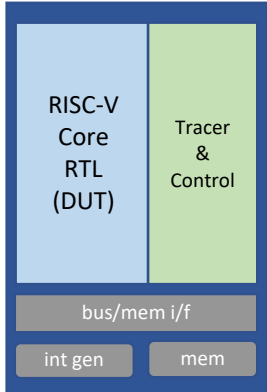 RISC-V
Core
RTL
(DUT)
Tracer
&
Control
bus/mem i/f
int gen
mem